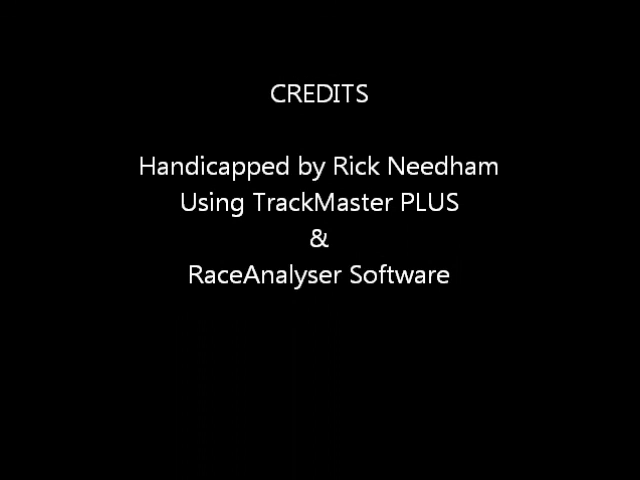 CREDITS
Handicapped by Rick Needham
Using TrackMaster PLUS
&
RaceAnalyser Software